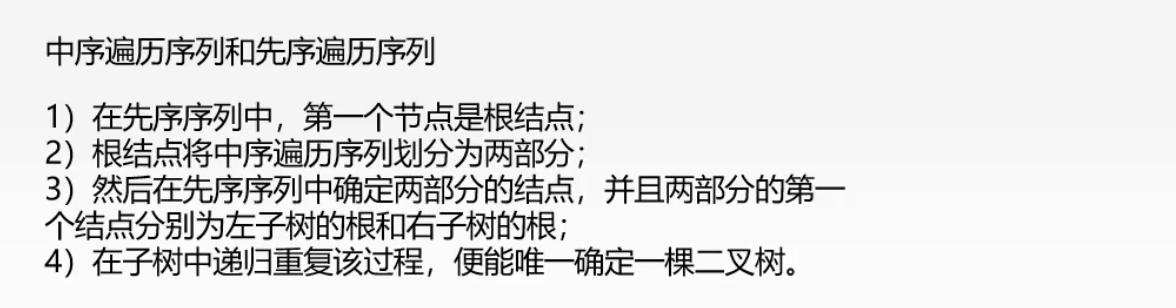 中序遍历序列和先序遍历序列
1）在先序序列中，第一个节点是根结点；
2）根结点将中序遍历序列划分为两部分；
3）然后在先序序列中确定两部分的结点，并且两部分的第一
个结点分别为左子树的根和右子树的根；
4）在子树中递归重复该过程，便能唯一确定一棵二叉树。